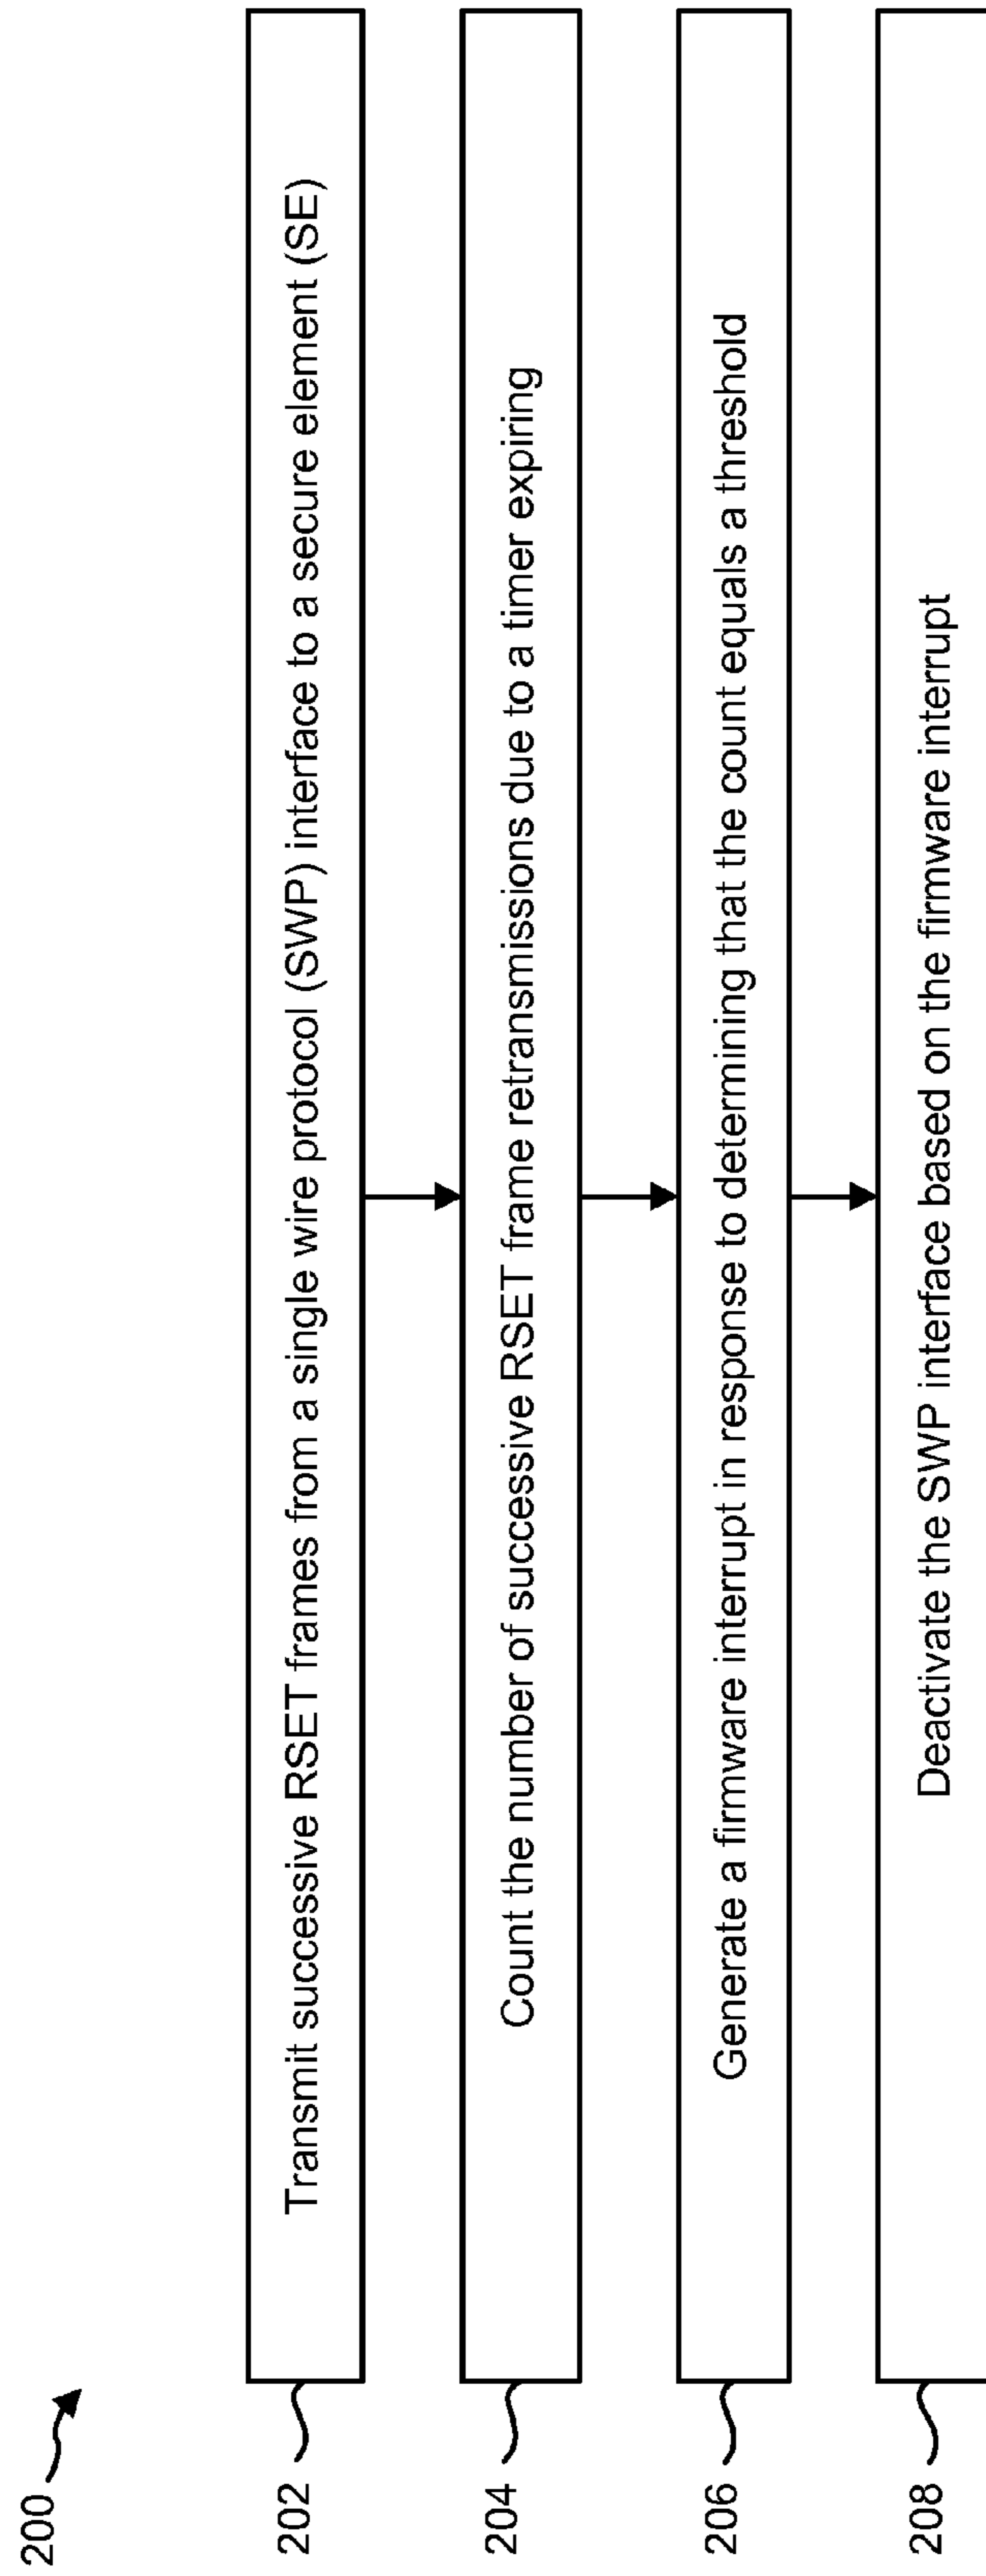 200
202
Transmit successive RSET frames from a single wire protocol (SWP) interface to a secure element (SE)
204
Count the number of successive RSET frame retransmissions due to a timer expiring
206
Generate a firmware interrupt in response to determining that the count equals a threshold
208
Deactivate the SWP interface based on the firmware interrupt